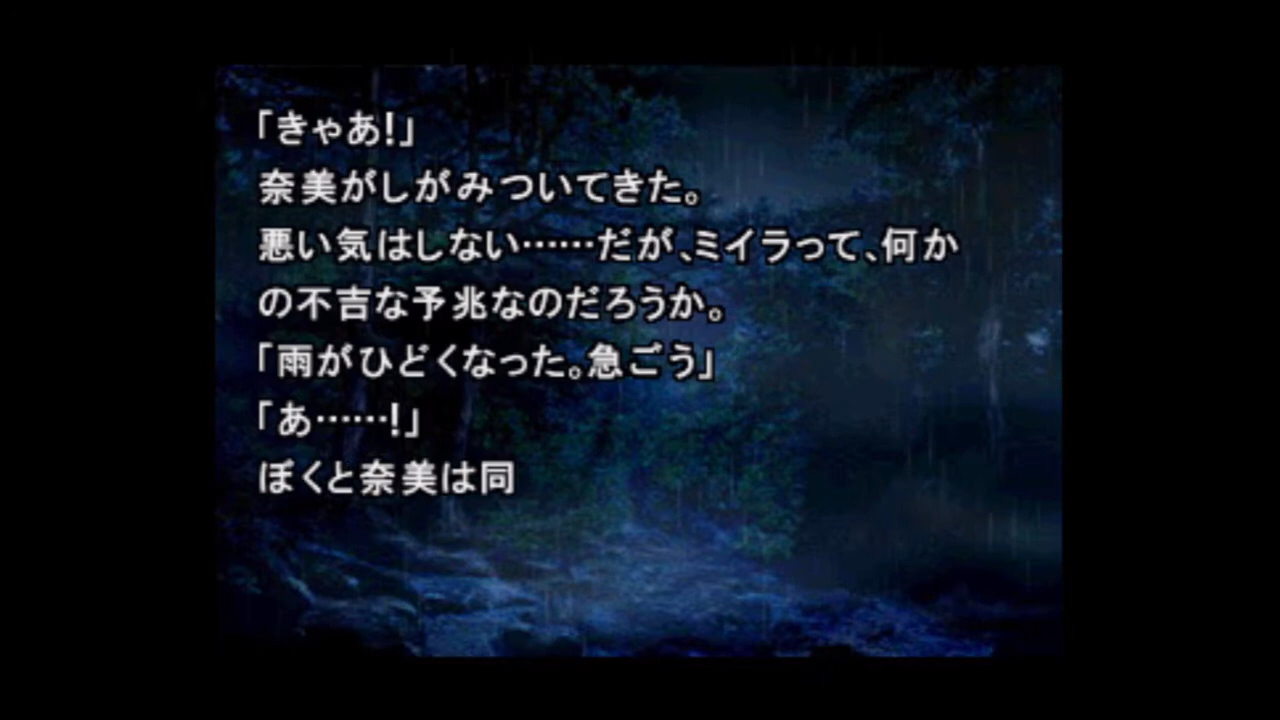 「きゃあ!」
奈美がしがみついてきた。
悪い気はしない……だが、ミイラって、何か
の不吉な予兆なのだろうか。
「雨がひどくなった。急ごう」
「あ……!」
ぼくと奈美は同